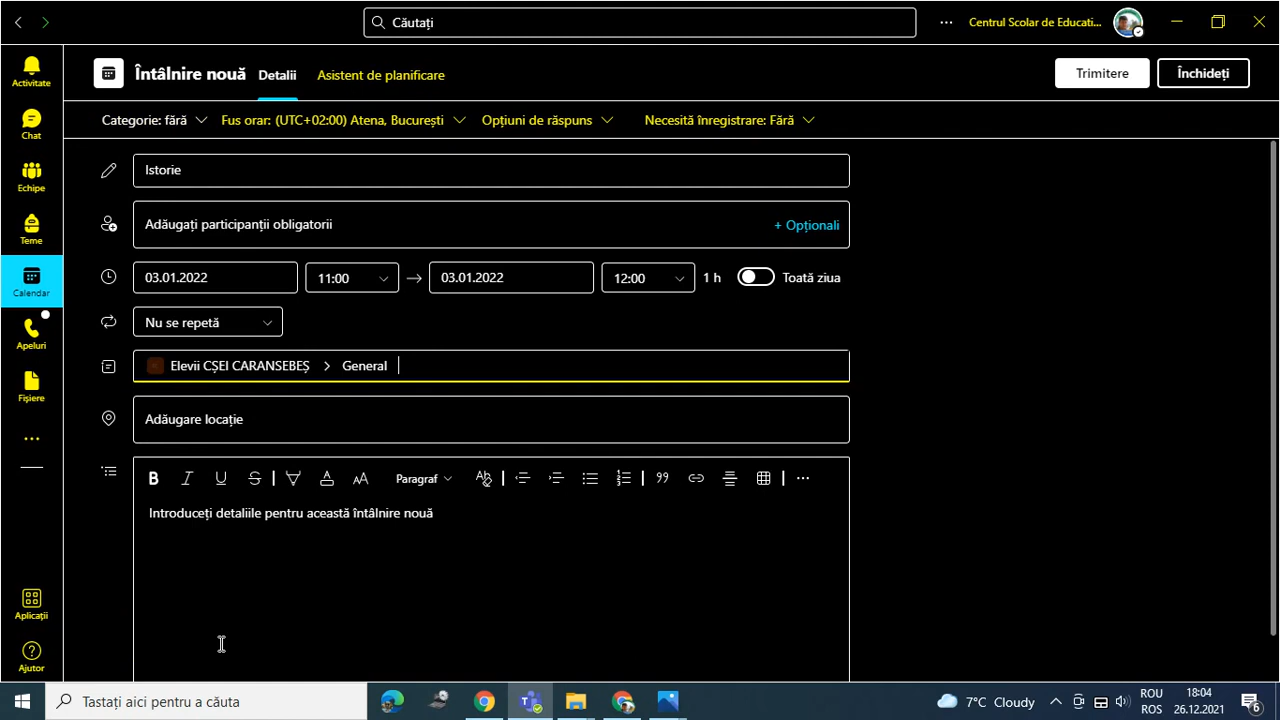 Căutați
Centrul Scolar de Educati...
Activitate
Chat
Echipe
Teme
Calendar
Apeluri
Fișiere
Aplicații
Ajutor
Întâlnire nouă Detalii Asistent de planificare
Trimitere Închideți
Categorie: fără Fus orar: (UTC+02:00) Atena, București Opțiuni de răspuns Necesită înregistrare: Fără
Istorie
Adăugați participanții obligatorii + Opționali
03.01.2022 11:00 → 03.01.2022 12:00 1 h Toată ziua
Nu se repetă
Elevii CȘEI CARANSEBEȘ > General
Adăugare locație
B I U S A AA Paragraf
Introduceți detaliile pentru această întâlnire nouă
Tastați aici pentru a căuta
7°C Cloudy
ROU
ROS
18:04
26.12.2021
6